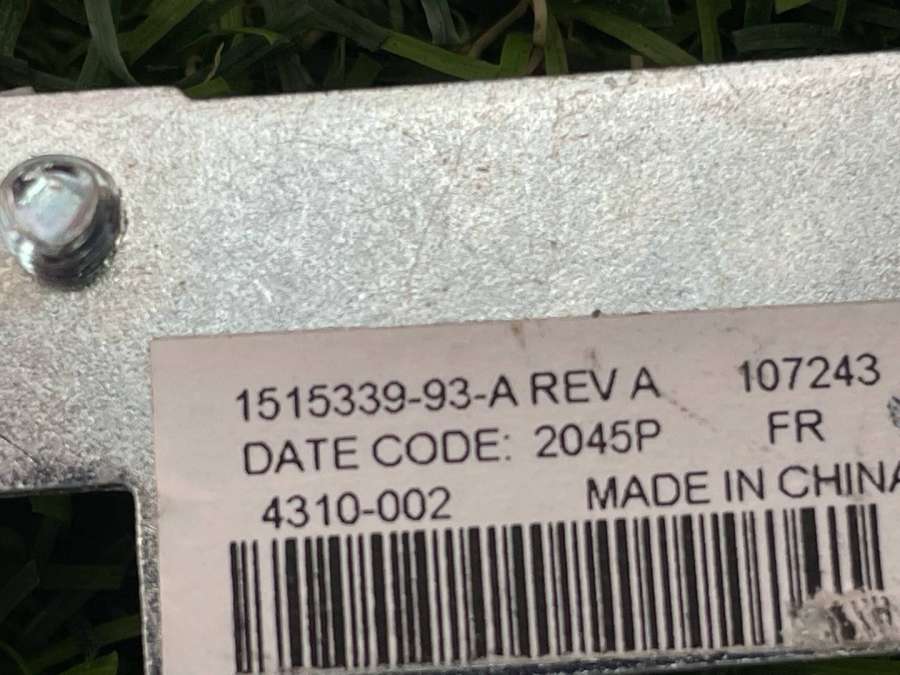 1515339-93-A REV A 107243
DATE CODE: 2045P FR
4310-002 MADE IN CHINA